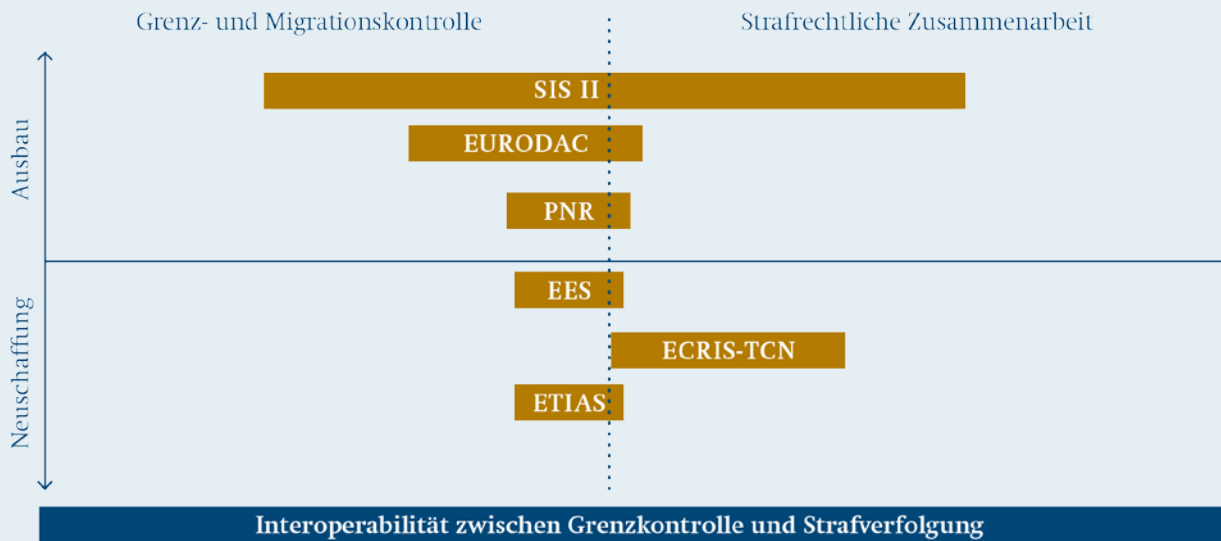 Grenz- und Migrationskontrolle
Strafrechtliche Zusammenarbeit
Ausbau
SIS II
EURODAC
PNR
Neuschaffung
EES
ECRIS-TCN
ETIAS
Interoperabilität zwischen Grenzkontrolle und Strafverfolgung